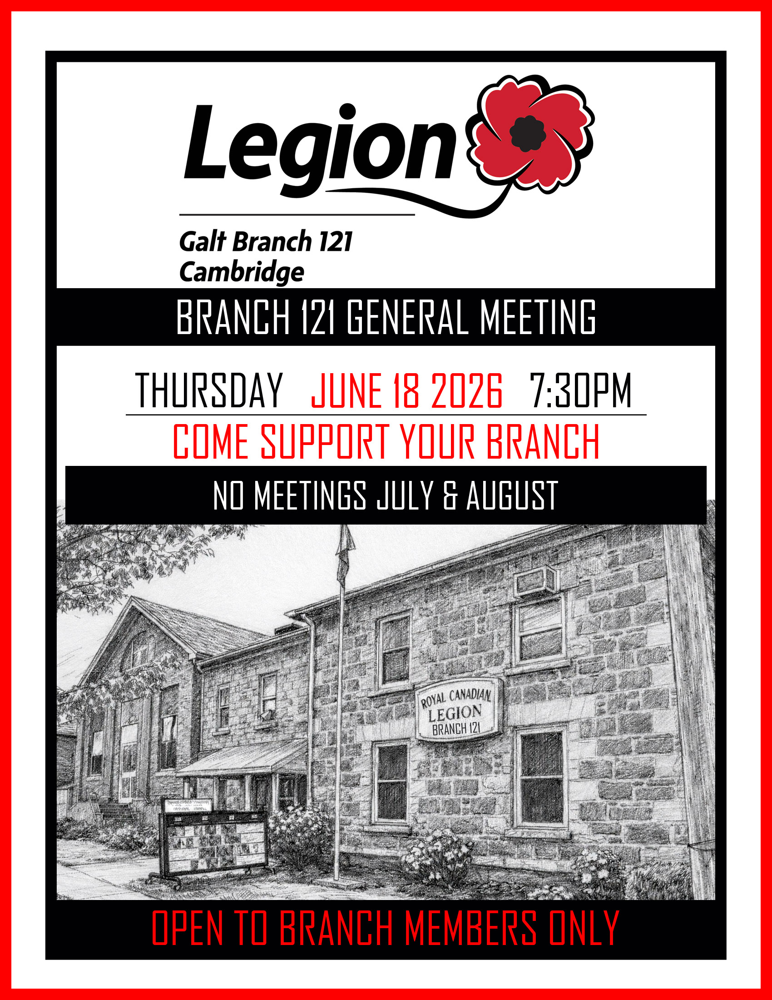 Legion
Galt Branch 121
Cambridge
BRANCH 121 GENERAL MEETING
THURSDAY JUNE 18 2026 7:30PM
COME SUPPORT YOUR BRANCH
NO MEETINGS JULY & AUGUST
ROYAL CANADIAN
LEGION
BRANCH 121
OPEN TO BRANCH MEMBERS ONLY